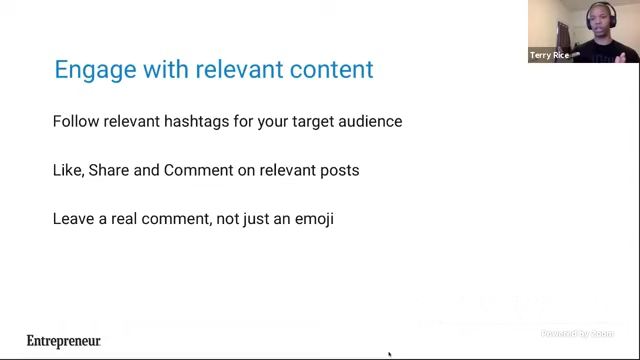 Terry Rice
Engage with relevant content
Follow relevant hashtags for your target audience
Like, Share and Comment on relevant posts
Leave a real comment, not just an emoji
Powered by Zoom
Entrepreneur